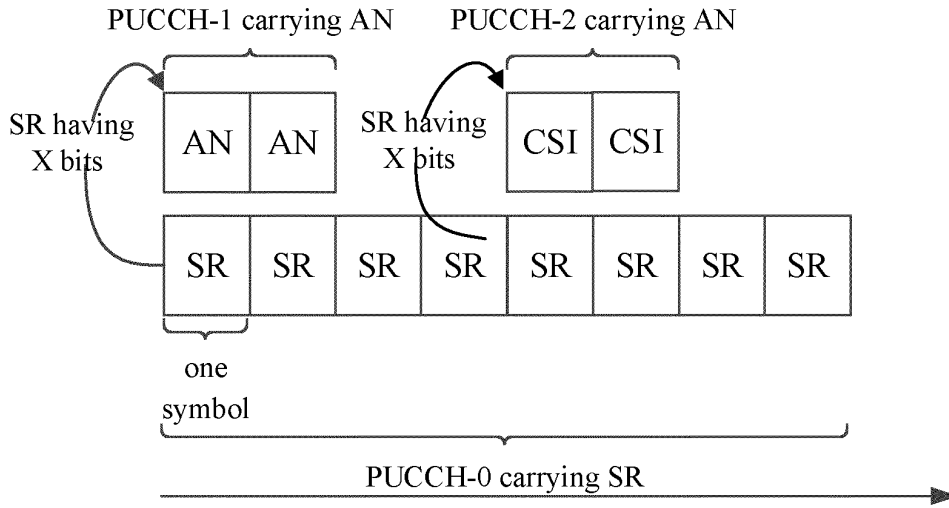 PUCCH-1 carrying AN
PUCCH-2 carrying AN
SR having
X bits
AN AN
SR having
X bits
CSI CSI
SR SR SR SR SR SR SR SR
one
symbol
PUCCH-0 carrying SR